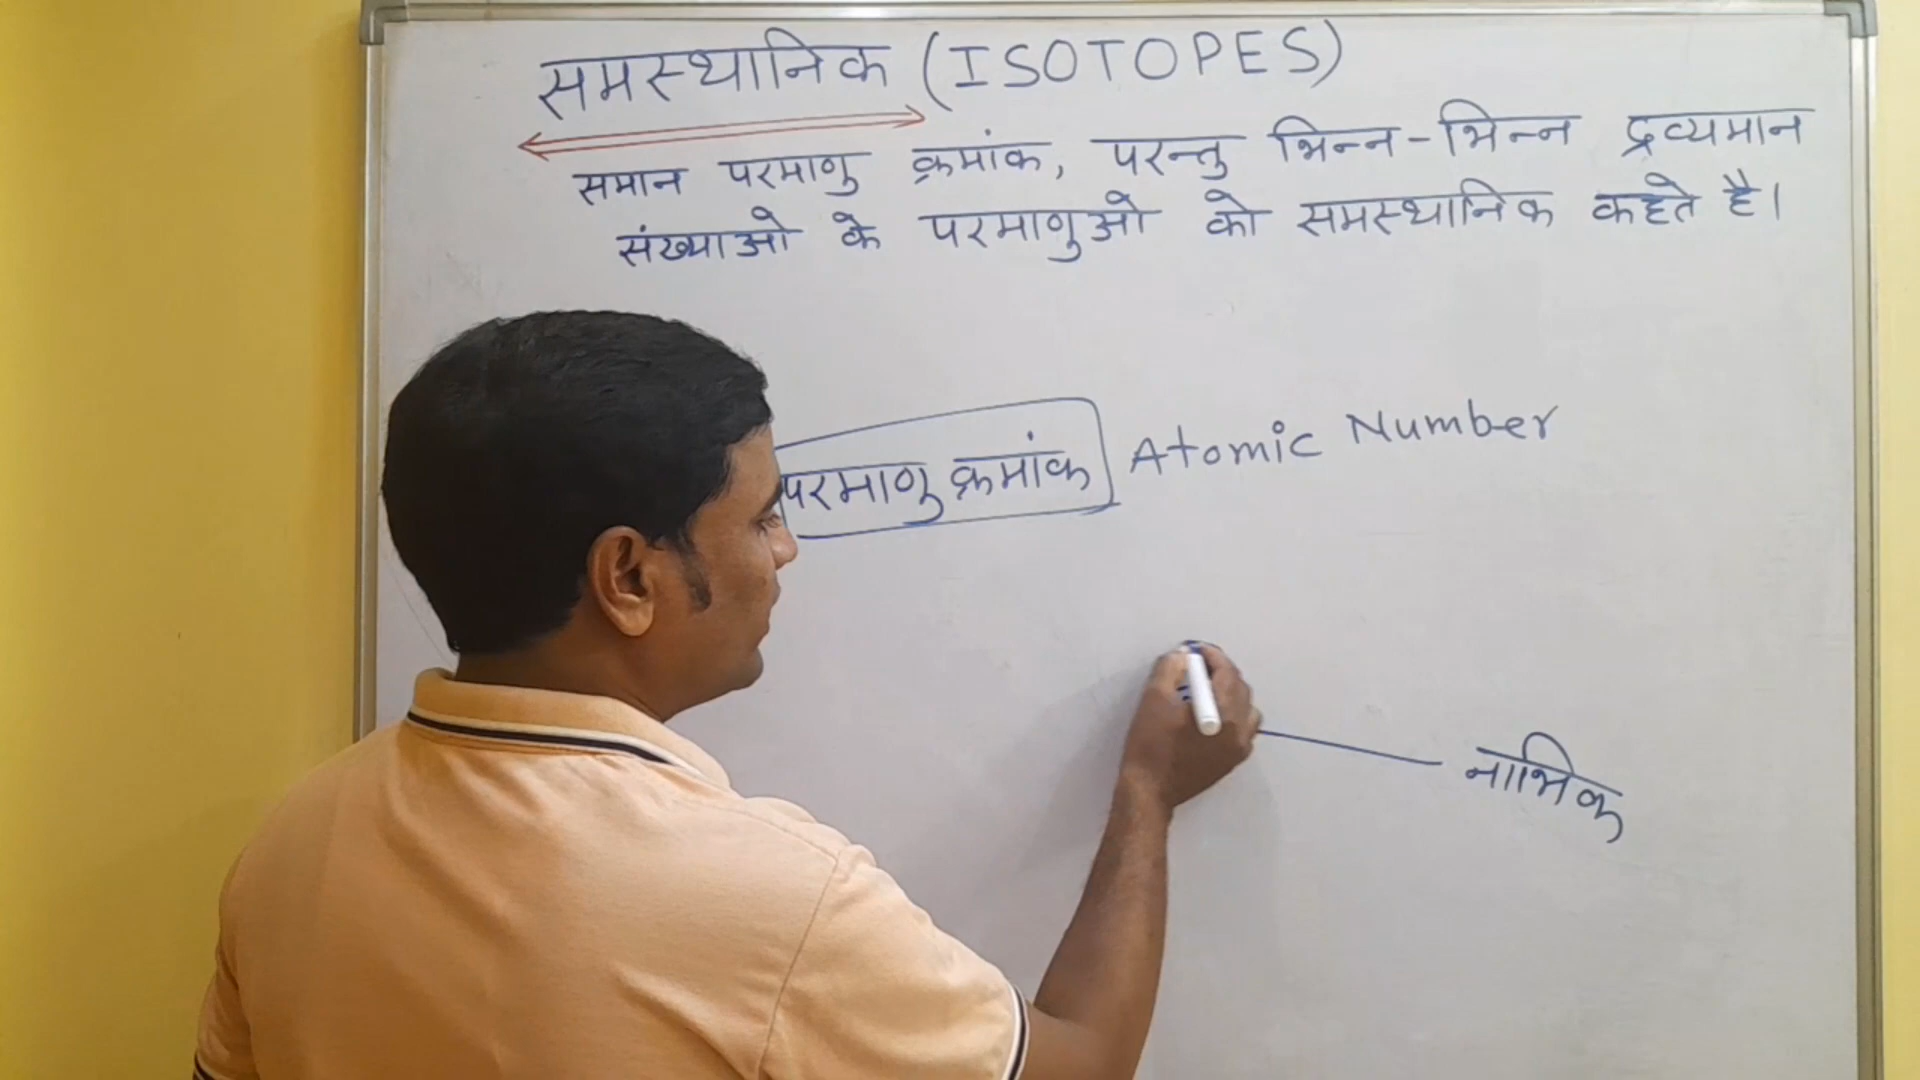 समस्थानिक (ISOTOPES)
समान परमाणु क्रमांक, परन्तु भिन्न-भिन्न द्रव्यमान
संख्याओ के परमाणुओ को समस्थानिक कहते है।
परमाणु क्रमांक Atomic Number
नाभिक